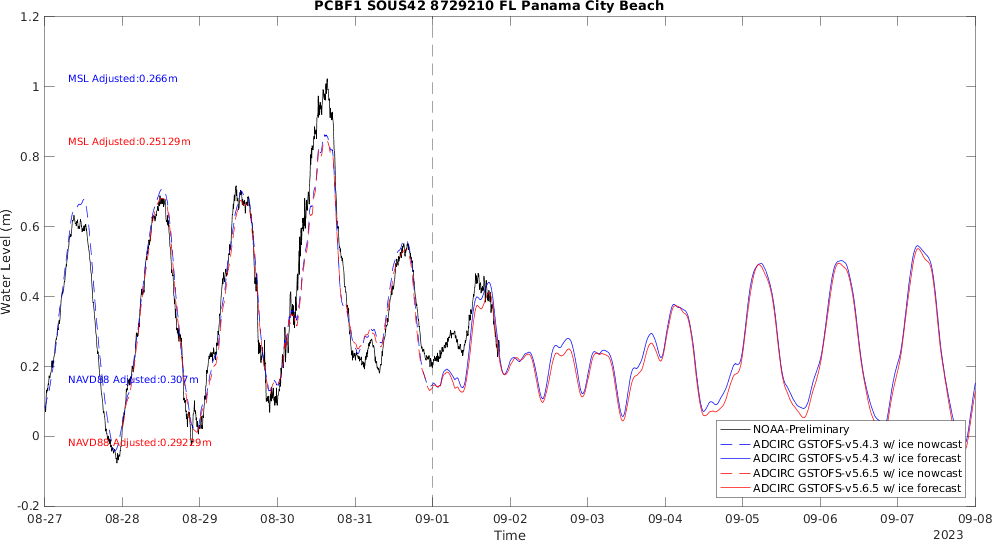 PCBF1 SOUS42 8729210 FL Panama City Beach
1.2
1
0.8
0.6
0.4
0.2
0
-0.2
Water Level (m)
MSL Adjusted:0.266m
MSL Adjusted:0.25129m
NAVD88 Adjusted:0.307m
NAVD88 Adjusted:0.29229m
NOAA-Preliminary
ADCIRC GSTOFS-v5.4.3 w/ ice nowcast
ADCIRC GSTOFS-v5.4.3 w/ ice forecast
ADCIRC GSTOFS-v5.6.5 w/ ice nowcast
ADCIRC GSTOFS-v5.6.5 w/ ice forecast
08-27 08-28 08-29 08-30 08-31 09-01 09-02 09-03 09-04 09-05 09-06 09-07 09-08
Time
2023